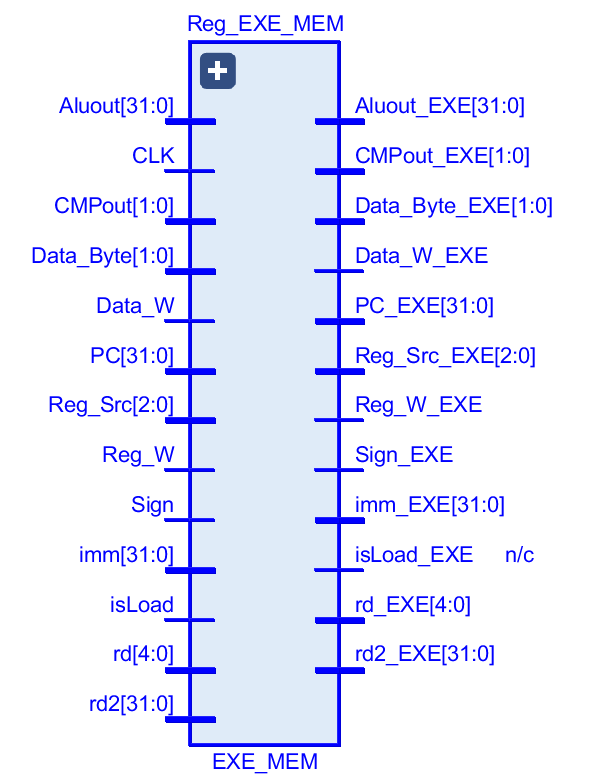 Reg_EXE_MEM
Aluout[31:0] Aluout_EXE[31:0]
CLK CMPout_EXE[1:0]
CMPout[1:0] Data_Byte_EXE[1:0]
Data_Byte[1:0] Data_W_EXE
Data_W PC_EXE[31:0]
PC[31:0] Reg_Src_EXE[2:0]
Reg_Src[2:0] Reg_W_EXE
Reg_W Sign_EXE
Sign imm_EXE[31:0]
imm[31:0] isLoad_EXE n/c
isLoad rd_EXE[4:0]
rd[4:0] rd2_EXE[31:0]
rd2[31:0]
EXE_MEM